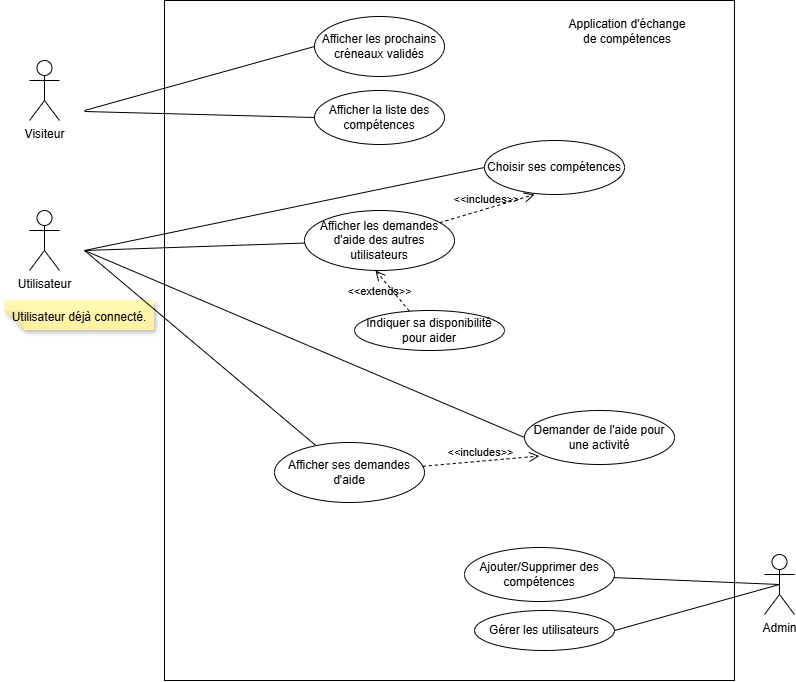 Application d'échange
de compétences
Afficher les prochains
créneaux validés
Visiteur
Afficher la liste des
compétences
Choisir ses compétences
<<includes>>
Afficher les demandes
d'aide des autres
utilisateurs
Utilisateur
<<extends>>
Utilisateur déjà connecté.
Indiquer sa disponibilité
pour aider
Demander de l'aide pour
une activité
<<includes>>
Afficher ses demandes
d'aide
Ajouter/Supprimer des
compétences
Gérer les utilisateurs
Admin